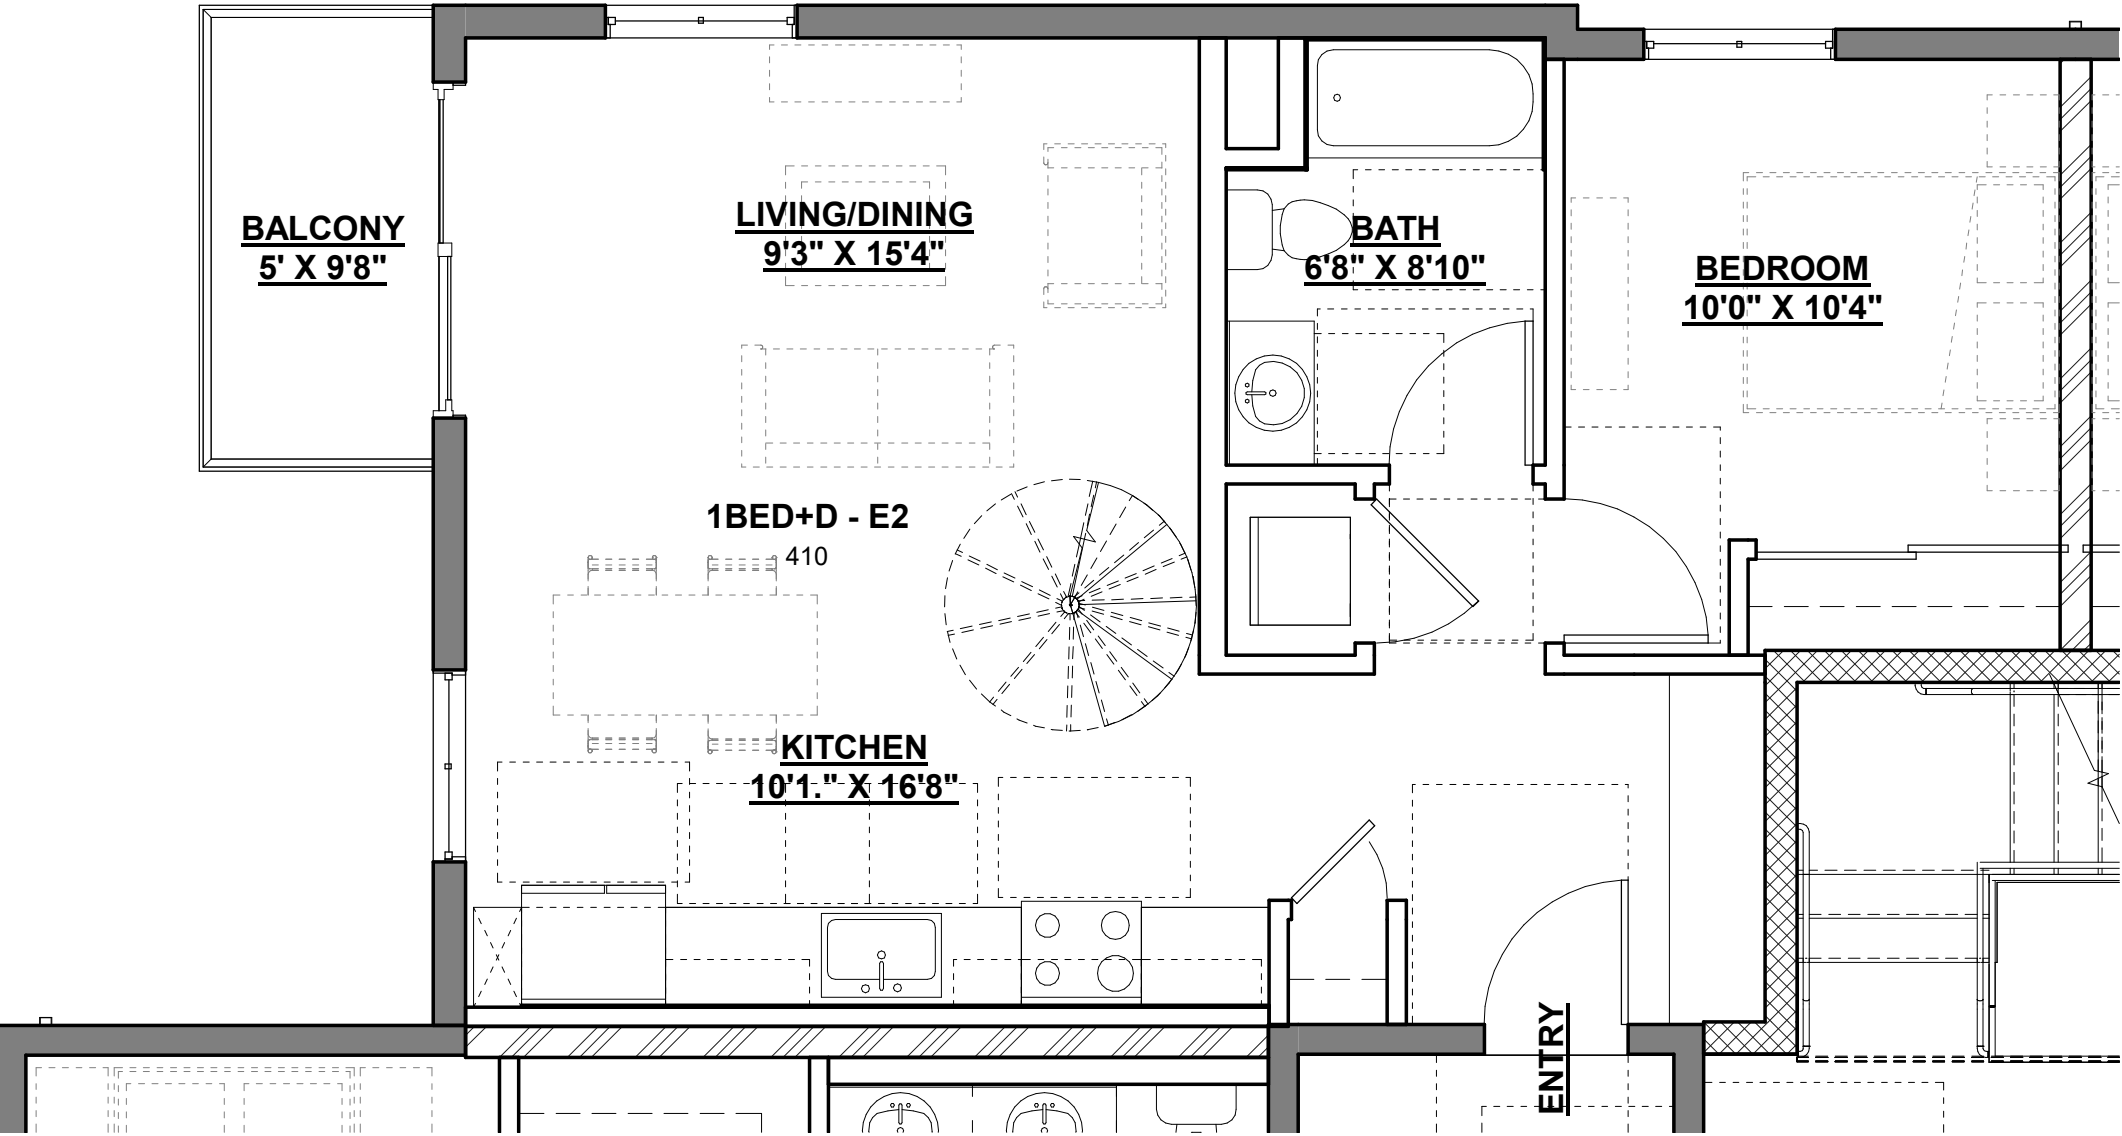 BALCONY
5' X 9'8"
LIVING/DINING
9'3" X 15'4"
BATH
6'8" X 8'10"
BEDROOM
10'0" X 10'4"
1BED+D - E2
410
KITCHEN
10'1." X 16'8"
ENTRY